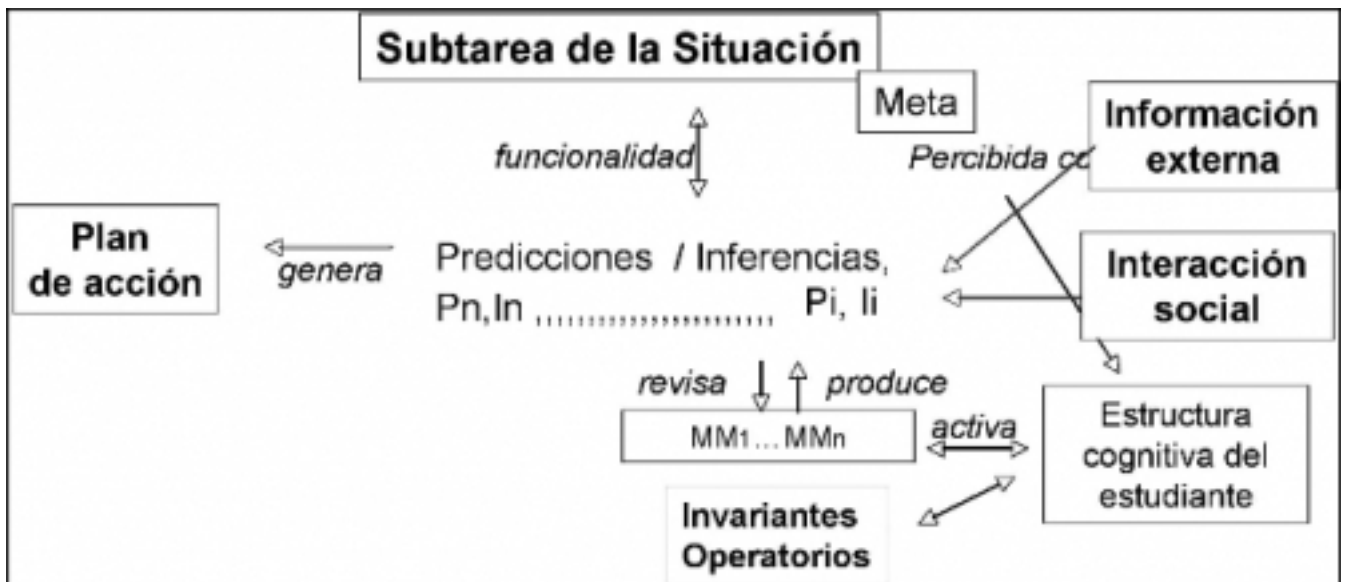 Subtarea de la Situación
Meta
Información
externa
funcionalidad
Percibida
Plan
de acción
genera
Predicciones / Inferencias,
Pn,In ,,,,,,,,,,,,,,,,,,,,,,, Pi, Ii
Interacción
social
revisa
produce
MM1...MMn
activa
Estructura
cognitiva del
estudiante
Invariantes
Operatorios